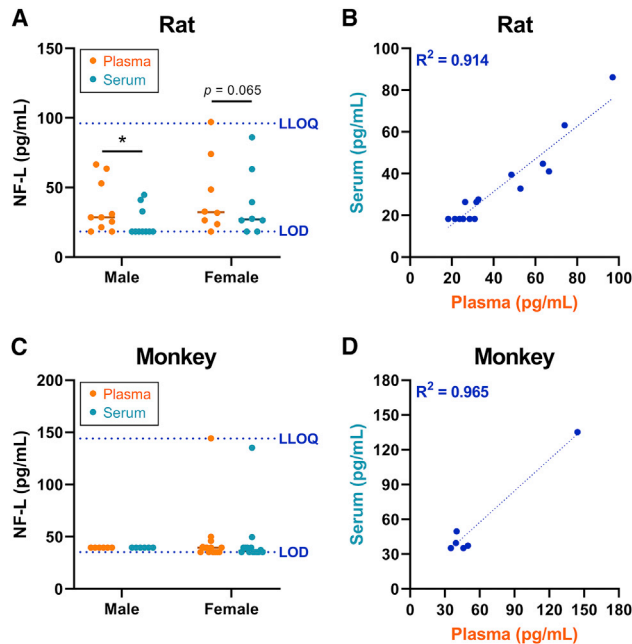 A
Rat
NF-L (pg/mL)
150
100
50
0
Plasma
Serum
p = 0.065
*
LLOQ
LOD
Male
Female
B
Rat
R² = 0.914
Serum (pg/mL)
100
80
60
40
20
0
0 20 40 60 80 100
Plasma (pg/mL)
C
Monkey
NF-L (pg/mL)
200
150
100
50
0
Plasma
Serum
LLOQ
LOD
Male
Female
D
Monkey
R² = 0.965
Serum (pg/mL)
180
150
120
90
60
30
0
0 30 60 90 120 150 180
Plasma (pg/mL)